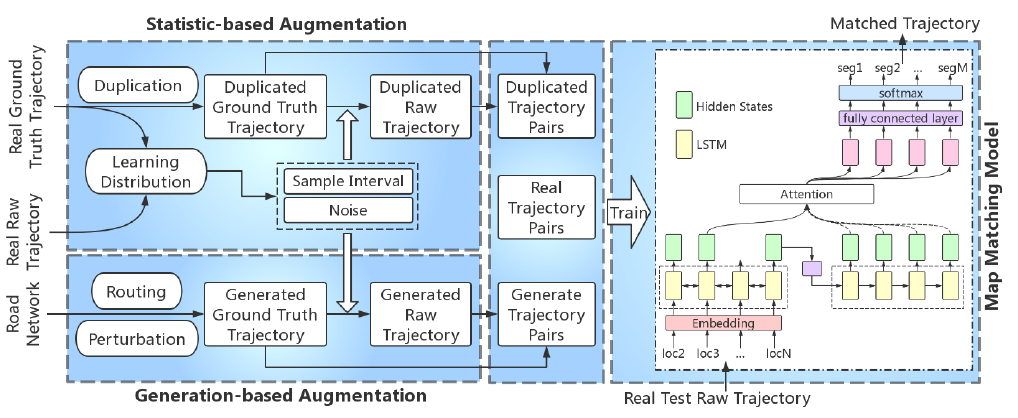 Statistic-based Augmentation
Real Ground
Truth Trajectory
Real Raw
Trajectory
Road
Network
Duplication
Learning
Distribution
Duplicated
Ground Truth
Trajectory
Duplicated
Raw
Trajectory
Sample Interval
Noise
Routing
Perturbation
Generated
Ground Truth
Trajectory
Generated
Raw
Trajectory
Generation-based Augmentation
Duplicated
Trajectory
Pairs
Real
Trajectory
Pairs
Generate
Trajectory
Pairs
Train
Matched Trajectory
seg1 seg2 ... segM
softmax
fully connected layer
Hidden States
LSTM
Attention
Embedding
loc2 loc3 ... locN
Real Test Raw Trajectory
Map Matching Model